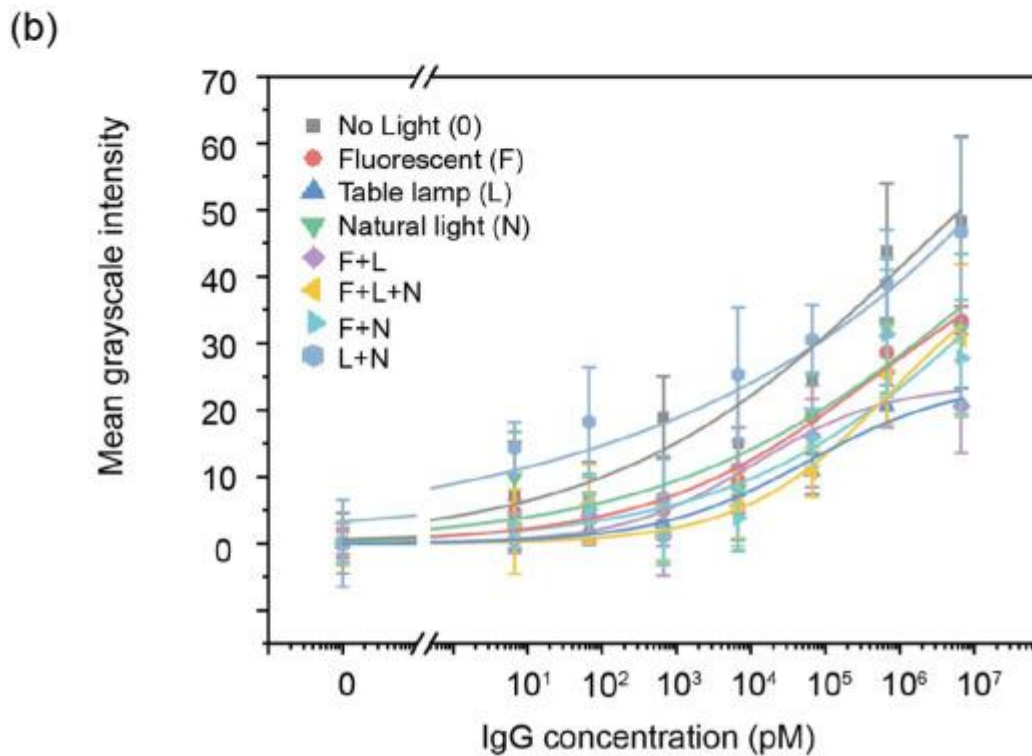 (b)
70
60
50
40
30
20
10
0
Mean grayscale intensity
No Light (0)
Fluorescent (F)
Table lamp (L)
Natural light (N)
F+L
F+L+N
F+N
L+N
0 10¹ 10² 10³ 10⁴ 10⁵ 10⁶ 10⁷
IgG concentration (pM)